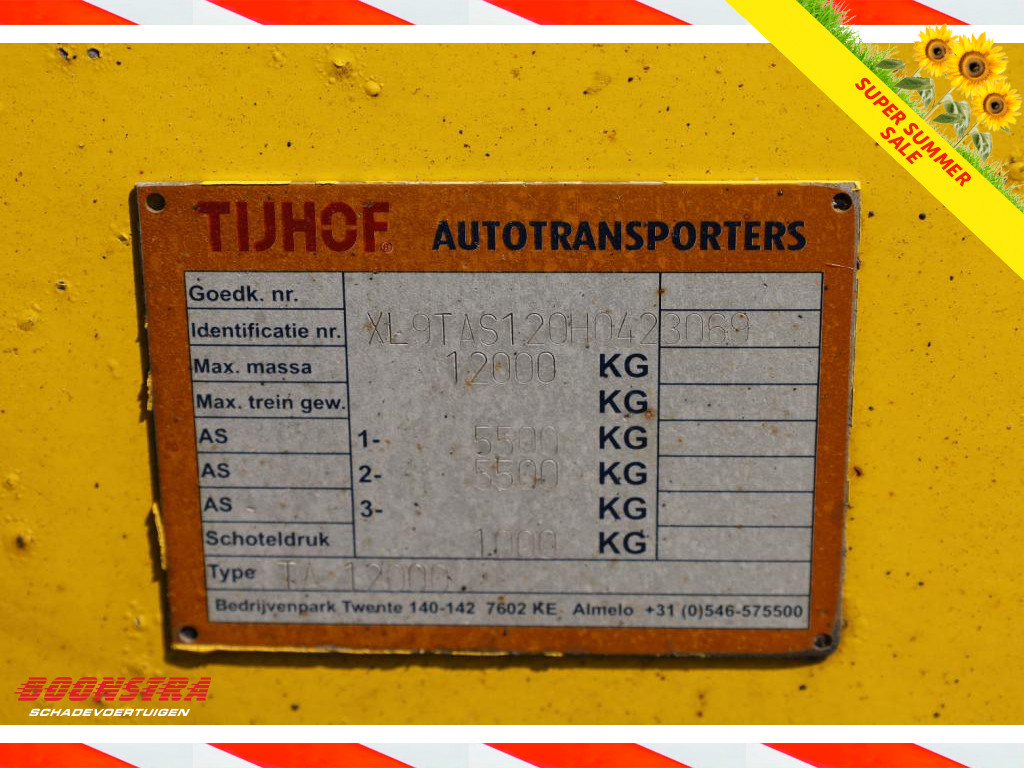 SUPER SUMMER
SALE
TIJHOF® AUTOTRANSPORTERS
Goedk. nr.
Identificatie nr. XL9TAS120H0423069
Max. massa 12000 KG
Max. trein gew. KG
AS 1- 5500 KG
AS 2- 5500 KG
AS 3- KG
Schoteldruk 1000 KG
Type TA 12000
Bedrijvenpark Twente 140-142 7602 KE Almelo +31 (0)546-575500
BOONSTRA
SCHADEVOERTUIGEN